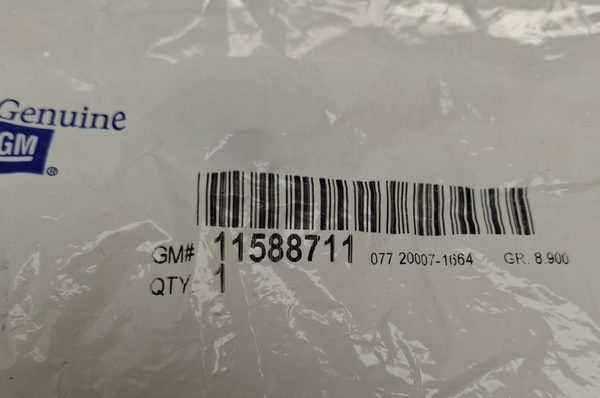 Genuine
GM ®
GM# 11588711 077 20007-1664 GR. 8.900
QTY 1